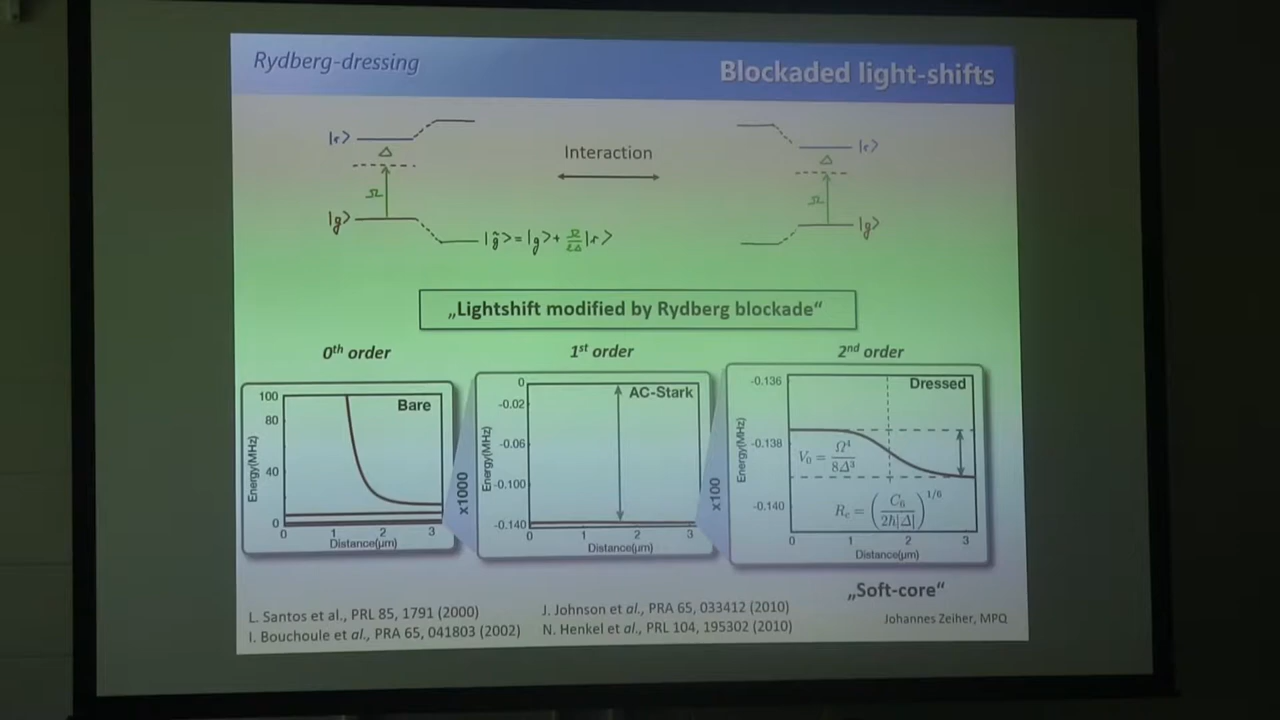 Rydberg-dressing
Blockaded light-shifts
|r>
Δ
Ω
|g>
|g̃>=|g>+Ω/2Δ|r>
Interaction
|r>
Δ
Ω
|g>
„Lightshift modified by Rydberg blockade“
0th order
1st order
2nd order
Bare
Energy(MHz)
100
80
40
0
0 1 2 3
Distance(μm)
x1000
AC-Stark
Energy(MHz)
0
-0.02
-0.06
-0.100
-0.140
0 1 2 3
Distance(μm)
x100
Dressed
Energy(MHz)
-0.136
-0.138
-0.140
V₀ = Ω⁴/8Δ³
R_c = (C₆/2ħ|Δ|)^1/6
0 1 2 3
Distance(μm)
„Soft-core“
L. Santos et al., PRL 85, 1791 (2000)
I. Bouchoule et al., PRA 65, 041803 (2002)
J. Johnson et al., PRA 65, 033412 (2010)
N. Henkel et al., PRL 104, 195302 (2010)
Johannes Zeiher, MPQ